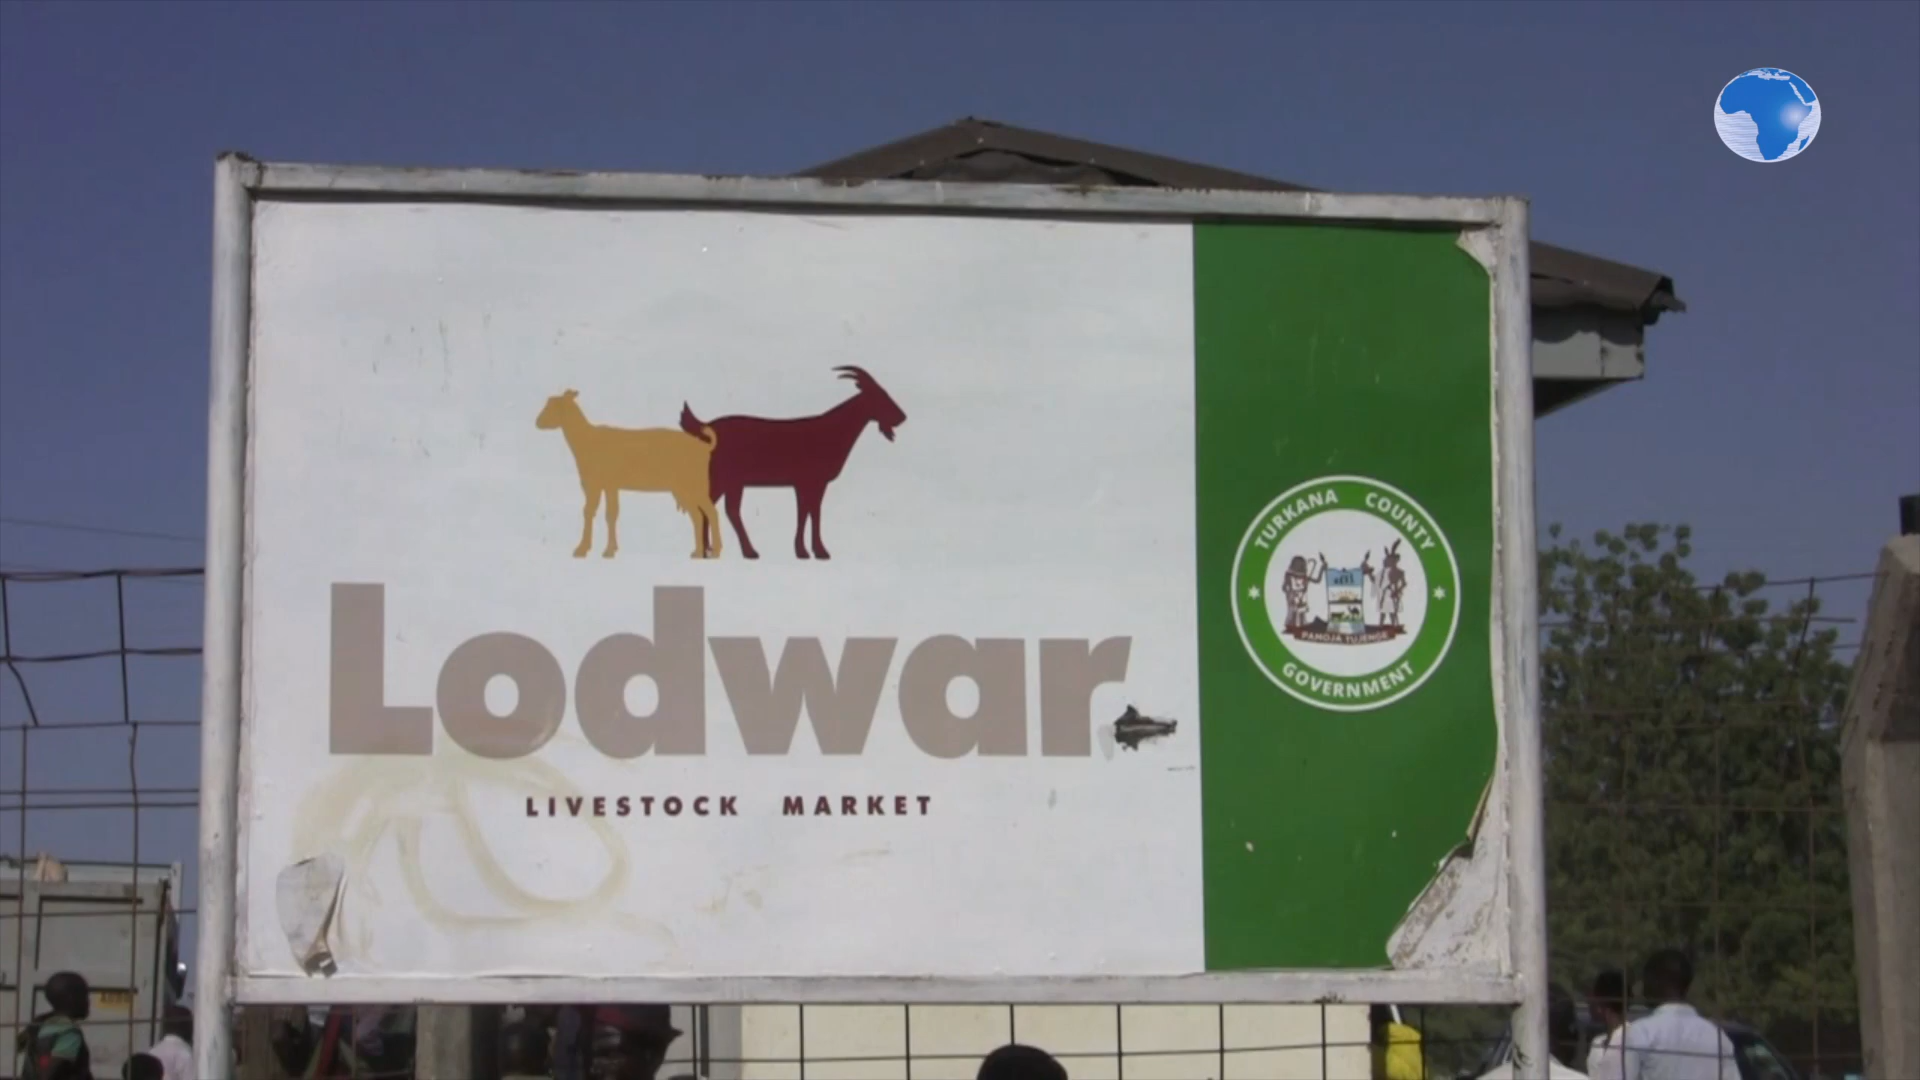 Lodwar
LIVESTOCK MARKET
TURKANA COUNTY
PAMOJA TUJENGE
GOVERNMENT